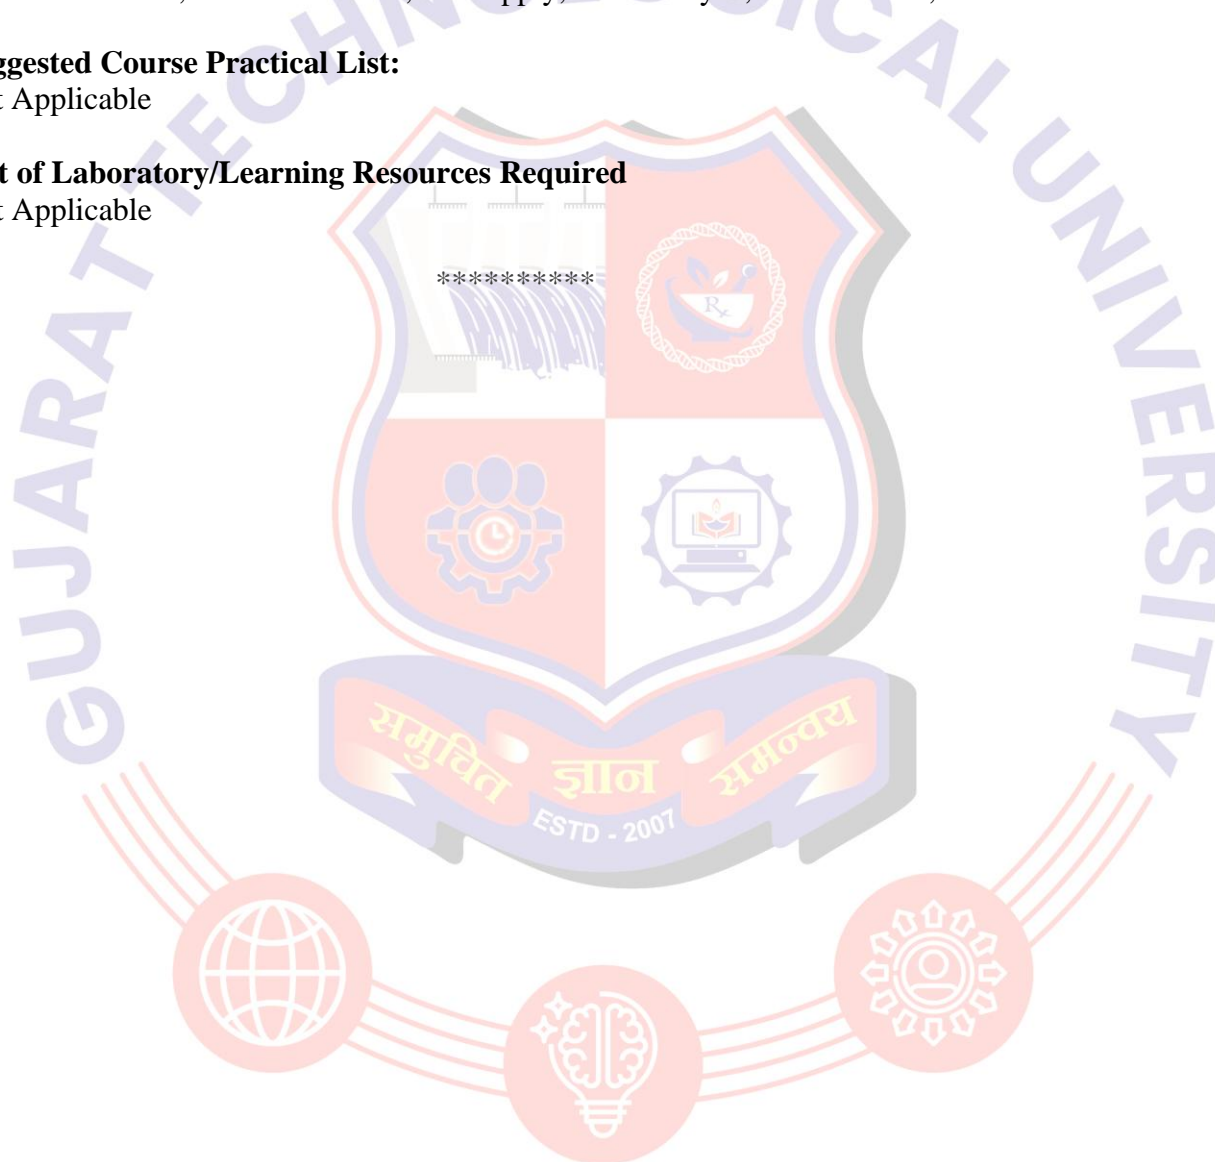 ggested Course Practical List:
t Applicable
t of Laboratory/Learning Resources Required
t Applicable
**********
GUJARAT TECHNOLOGICAL UNIVERSITY
Rx
समुचित ज्ञान समन्वय
ESTD - 2007